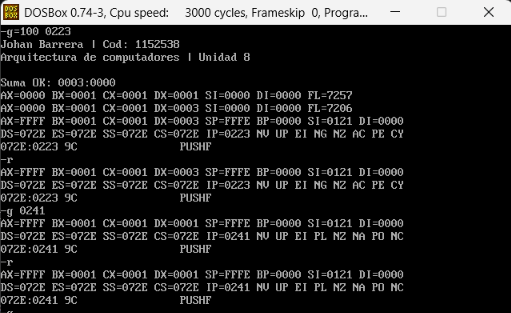 DOSBox 0.74-3, Cpu speed:    3000 cycles, Frameskip  0, Progra...
-g=100 0223
Johan Barrera | Cod: 1152538
Arquitectura de computadores | Unidad 8

Suma OK: 0003:0000
AX=0000 BX=0001 CX=0001 DX=0001 SI=0000 DI=0000 FL=7257
AX=0000 BX=0001 CX=0001 DX=0003 SI=0000 DI=0000 FL=7206
AX=FFFF BX=0001 CX=0001 DX=0003 SP=FFFE BP=0000 SI=0121 DI=0000
DS=072E ES=072E SS=072E CS=072E IP=0223 NV UP EI NG NZ AC PE CY
072E:0223 9C                PUSHF
-r
AX=FFFF BX=0001 CX=0001 DX=0003 SP=FFFE BP=0000 SI=0121 DI=0000
DS=072E ES=072E SS=072E CS=072E IP=0223 NV UP EI NG NZ AC PE CY
072E:0223 9C                PUSHF
-g 0241
AX=FFFF BX=0001 CX=0001 DX=0001 SP=FFFE BP=0000 SI=0121 DI=0000
DS=072E ES=072E SS=072E CS=072E IP=0241 NV UP EI PL NZ NA PO NC
072E:0241 9C                PUSHF
-r
AX=FFFF BX=0001 CX=0001 DX=0001 SP=FFFE BP=0000 SI=0121 DI=0000
DS=072E ES=072E SS=072E CS=072E IP=0241 NV UP EI PL NZ NA PO NC
072E:0241 9C                PUSHF